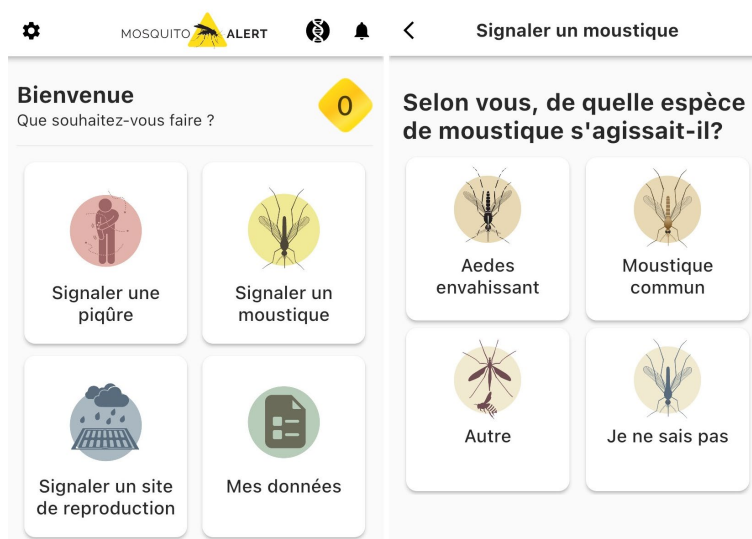 MOSQUITO ALERT
Bienvenue
Que souhaitez-vous faire ?
0
Signaler une
piqûre
Signaler un
moustique
Signaler un site
de reproduction
Mes données
Signaler un moustique
Selon vous, de quelle espèce
de moustique s'agissait-il?
Aedes
envahissant
Moustique
commun
Autre
Je ne sais pas